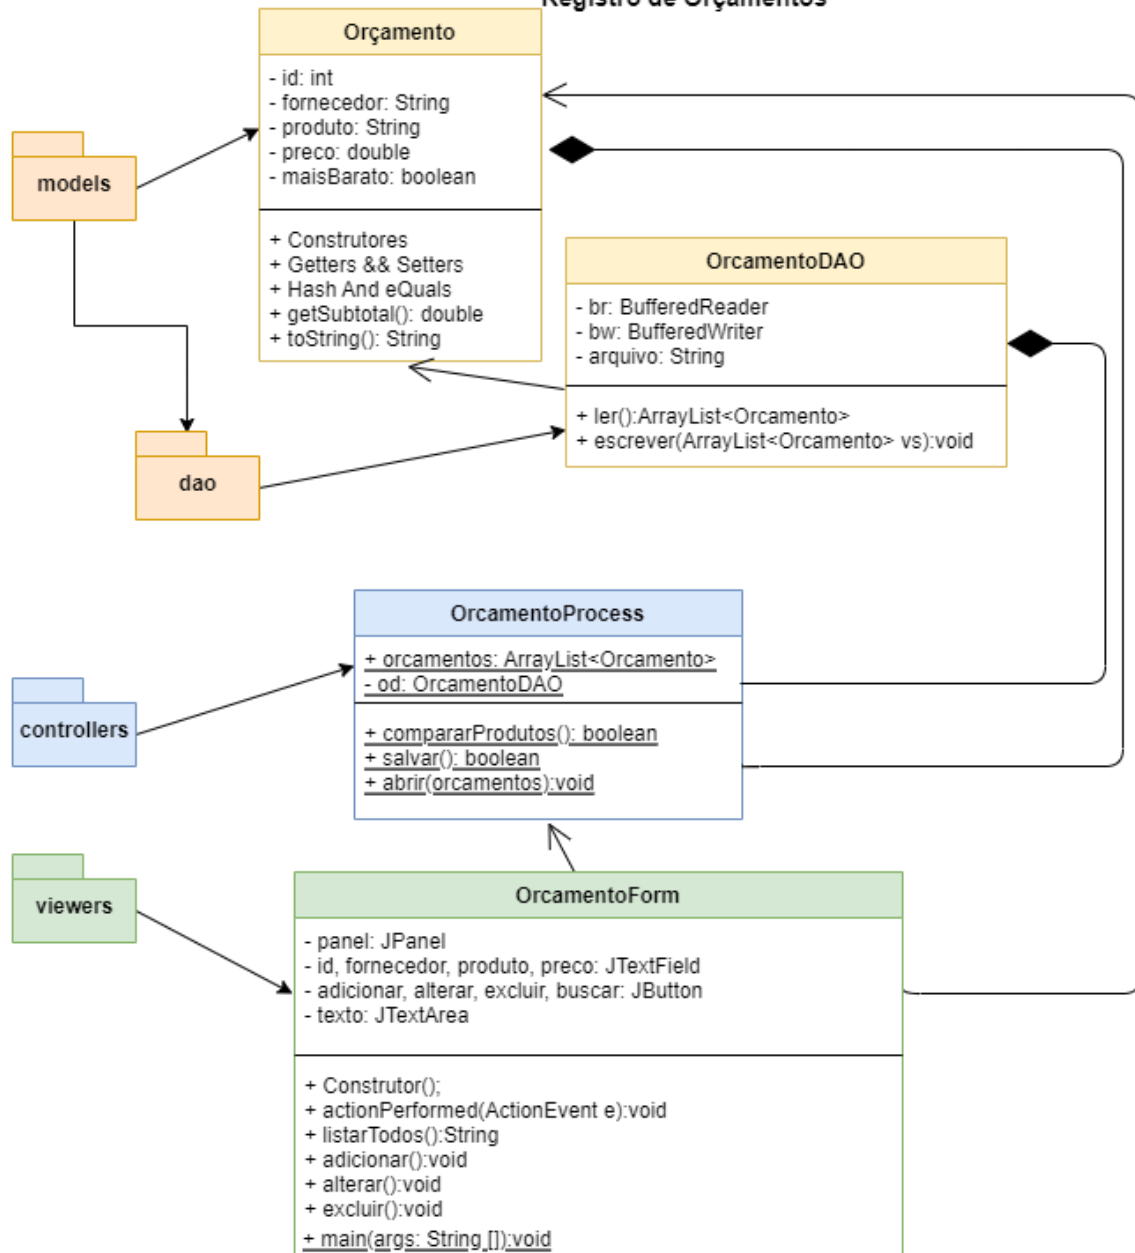 Registro de Orçamentos
Orçamento
- id: int
- fornecedor: String
- produto: String
- preco: double
- maisBarato: boolean
+ Construtores
+ Getters && Setters
+ Hash And eQuals
+ getSubtotal(): double
+ toString(): String
models
OrcamentoDAO
- br: BufferedReader
- bw: BufferedWriter
- arquivo: String
+ ler():ArrayList<Orcamento>
+ escrever(ArrayList<Orcamento> vs):void
dao
OrcamentoProcess
+ orcamentos: ArrayList<Orcamento>
- od: OrcamentoDAO
+ compararProdutos(): boolean
+ salvar(): boolean
+ abrir(orcamentos):void
controllers
viewers
OrcamentoForm
- panel: JPanel
- id, fornecedor, produto, preco: JTextField
- adicionar, alterar, excluir, buscar: JButton
- texto: JTextArea
+ Construtor();
+ actionPerformed(ActionEvent e):void
+ listarTodos():String
+ adicionar():void
+ alterar():void
+ excluir():void
+ main(args: String []):void